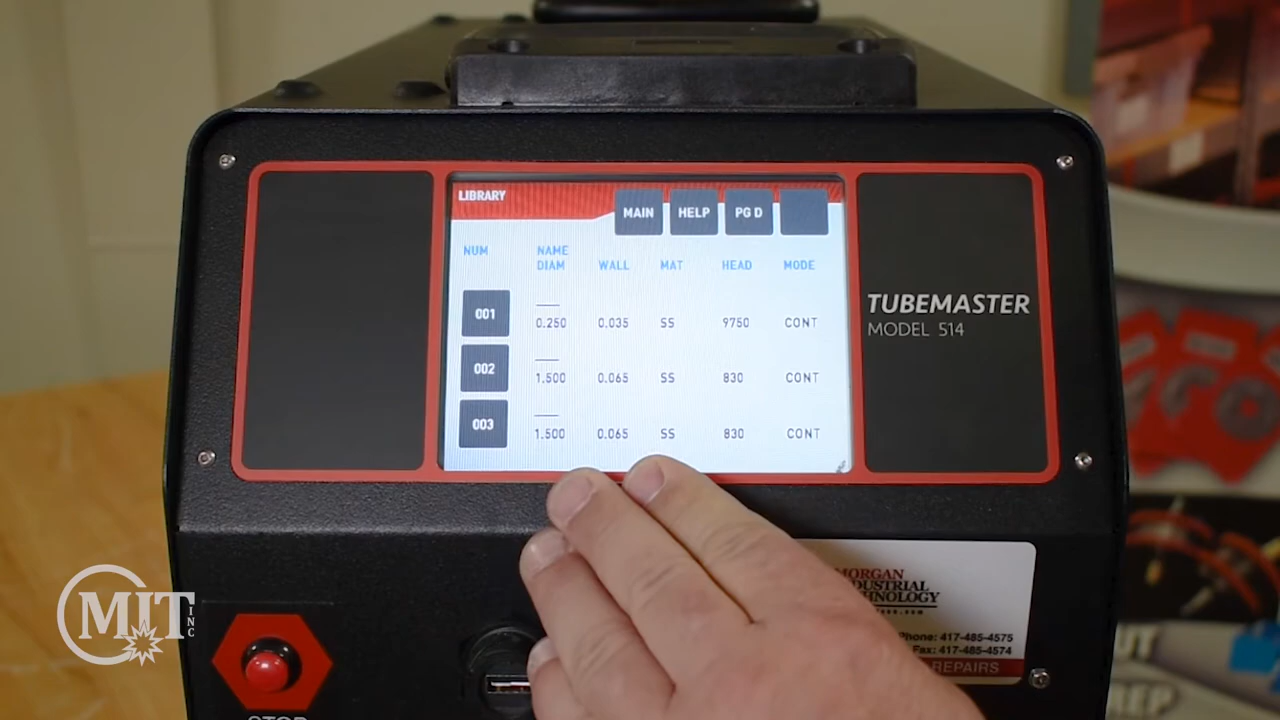 LIBRARY
MAIN HELP PG D
NUM NAME DIAM WALL MAT HEAD MODE
001 0.250 0.035 SS 9750 CONT
002 1.500 0.065 SS 830 CONT
003 1.500 0.065 SS 830 CONT
TUBEMASTER
MODEL 514
MORGAN
INDUSTRIAL
TECHNOLOGY
Phone: 417-485-4575
Fax: 417-485-4574
REPAIRS
STOP
MIT INC